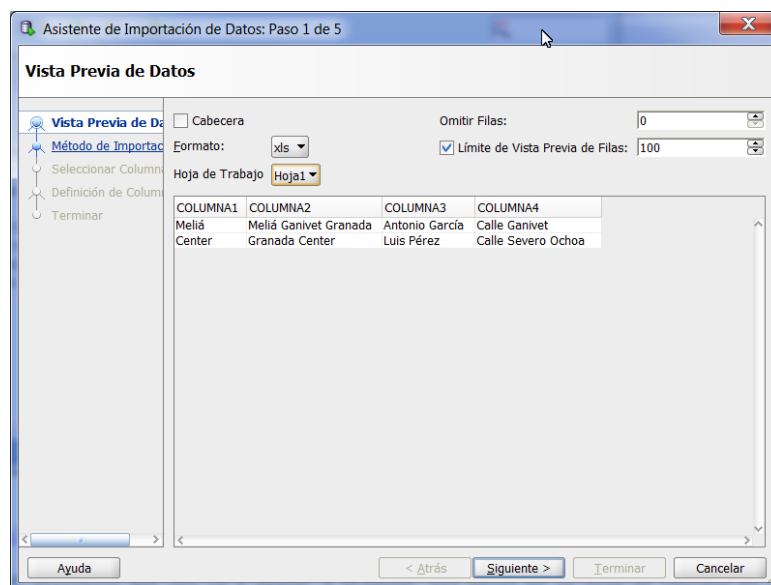 Asistente de Importación de Datos: Paso 1 de 5
Vista Previa de Datos
Vista Previa de Da
Método de Importac
Seleccionar Column
Definición de Colum
Terminar
Cabecera
Omitir Filas: 0
Formato: xls
Límite de Vista Previa de Filas: 100
Hoja de Trabajo Hoja1
COLUMNA1 COLUMNA2 COLUMNA3 COLUMNA4
Meliá Meliá Ganivet Granada Antonio García Calle Ganivet
Center Granada Center Luis Pérez Calle Severo Ochoa
Ayuda < Atrás Siguiente > Terminar Cancelar